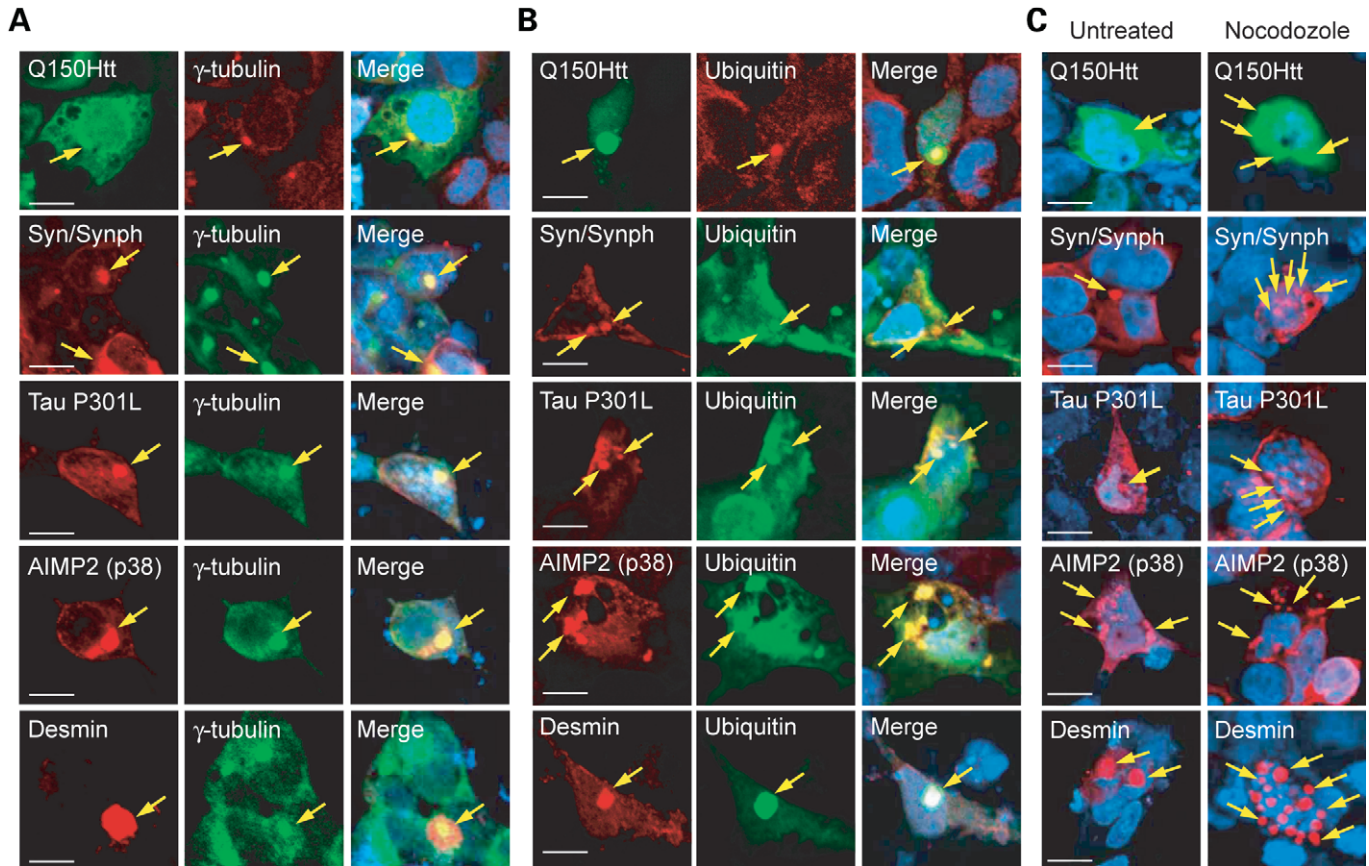 A
B
C
Untreated
Nocodozole
Q150Htt
γ-tubulin
Merge
Q150Htt
Ubiquitin
Merge
Q150Htt
Q150Htt
Syn/Synph
γ-tubulin
Merge
Syn/Synph
Ubiquitin
Merge
Syn/Synph
Syn/Synph
Tau P301L
γ-tubulin
Merge
Tau P301L
Ubiquitin
Merge
Tau P301L
Tau P301L
AIMP2 (p38)
γ-tubulin
Merge
AIMP2 (p38)
Ubiquitin
Merge
AIMP2 (p38)
AIMP2 (p38)
Desmin
γ-tubulin
Merge
Desmin
Ubiquitin
Merge
Desmin
Desmin